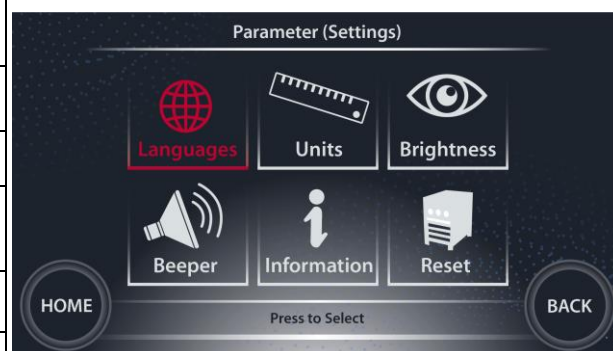 Parameter (Settings)
Languages
Units
Brightness
Beeper
Information
Reset
HOME
Press to Select
BACK